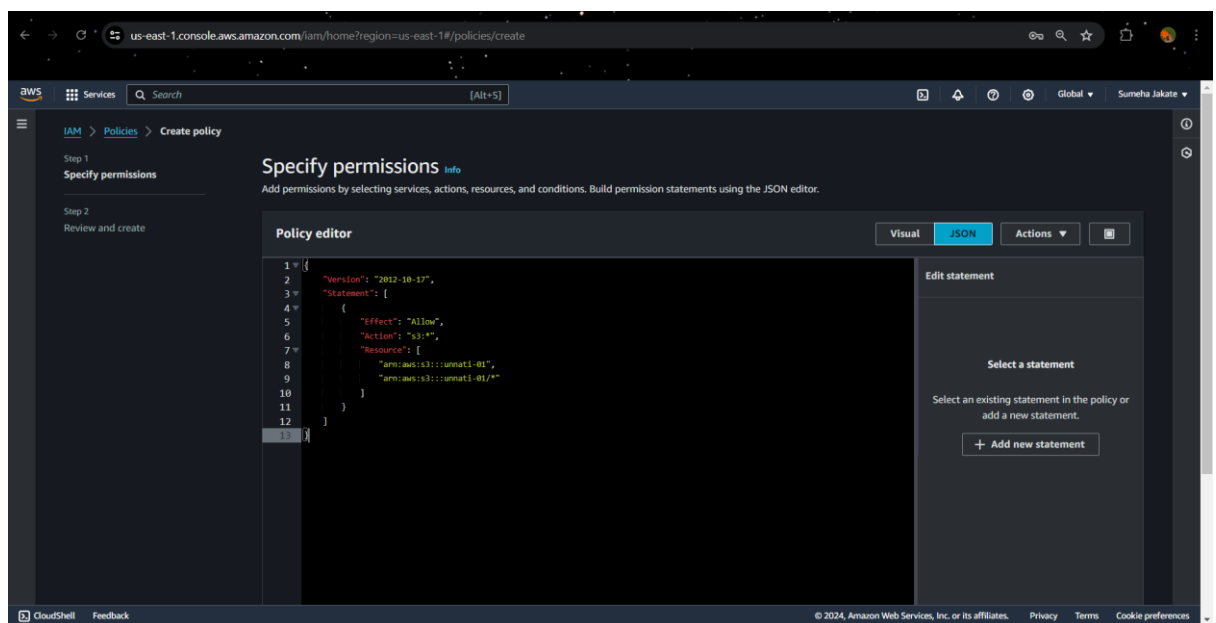 us-east-1.console.aws.amazon.com/iam/home?region=us-east-1#/policies/create
aws Services Search [Alt+S] Global Sumeha Jakate
IAM > Policies > Create policy
Step 1
Specify permissions
Step 2
Review and create
Specify permissions Info
Add permissions by selecting services, actions, resources, and conditions. Build permission statements using the JSON editor.
Policy editor
Visual JSON Actions
1 {
2 "Version": "2012-10-17",
3 "Statement": [
4 {
5 "Effect": "Allow",
6 "Action": "s3:*",
7 "Resource": [
8 "arn:aws:s3:::unnati-01",
9 "arn:aws:s3:::unnati-01/*"
10 ]
11 }
12 ]
13 }
Edit statement
Select a statement
Select an existing statement in the policy or
add a new statement.
+ Add new statement
CloudShell Feedback © 2024, Amazon Web Services, Inc. or its affiliates. Privacy Terms Cookie preferences